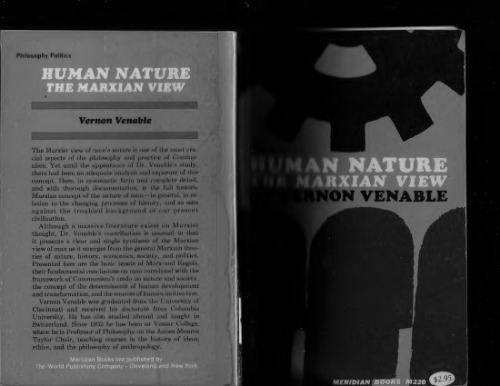 Philosophy Politics
HUMAN NATURE
THE MARXIAN VIEW
Vernon Venable
The Marxist view of man's nature is one of the most cru-
cial aspects of the philosophy and practice of Commu-
nism. Yet until the appearance of Dr. Venable's study,
there had been no adequate analysis and exposure of this
concept. Here, in systematic form and complete detail,
and with thorough documentation, is the full historic
Marxian conception of the nature of man—in general, in re-
lation to the changing processes of history, and as seen
against the troubled background of our present
civilization.
Although a massive literature exists on Marxist
thought, Dr. Venable's contribution is unusual in that
it presents a clear and single synthesis of the Marxian
view of man as it emerges from the general Marxian theo-
ries of nature, history, economics, society, and politics.
Presented here are the basic tenets of Marx and Engels,
their fundamental conclusions on man correlated with the
framework of Communism's credo on nature and society,
the concept of the determinants of human development
and transformation, and the sources of human motivation.
Vernon Venable was graduated from the University of
Cincinnati and received his doctorate from Columbia
University. He has also studied abroad and taught in
Switzerland. Since 1932 he has been at Vassar College,
where he is Professor of Philosophy on the James Monroe
Taylor Chair, teaching courses in the history of ideas,
ethics, and the philosophy of anthropology.
Meridian Books are published by
The World Publishing Company - Cleveland and New York
HUMAN NATURE
THE MARXIAN VIEW
VERNON VENABLE
MERIDIAN BOOKS M226
$2.95